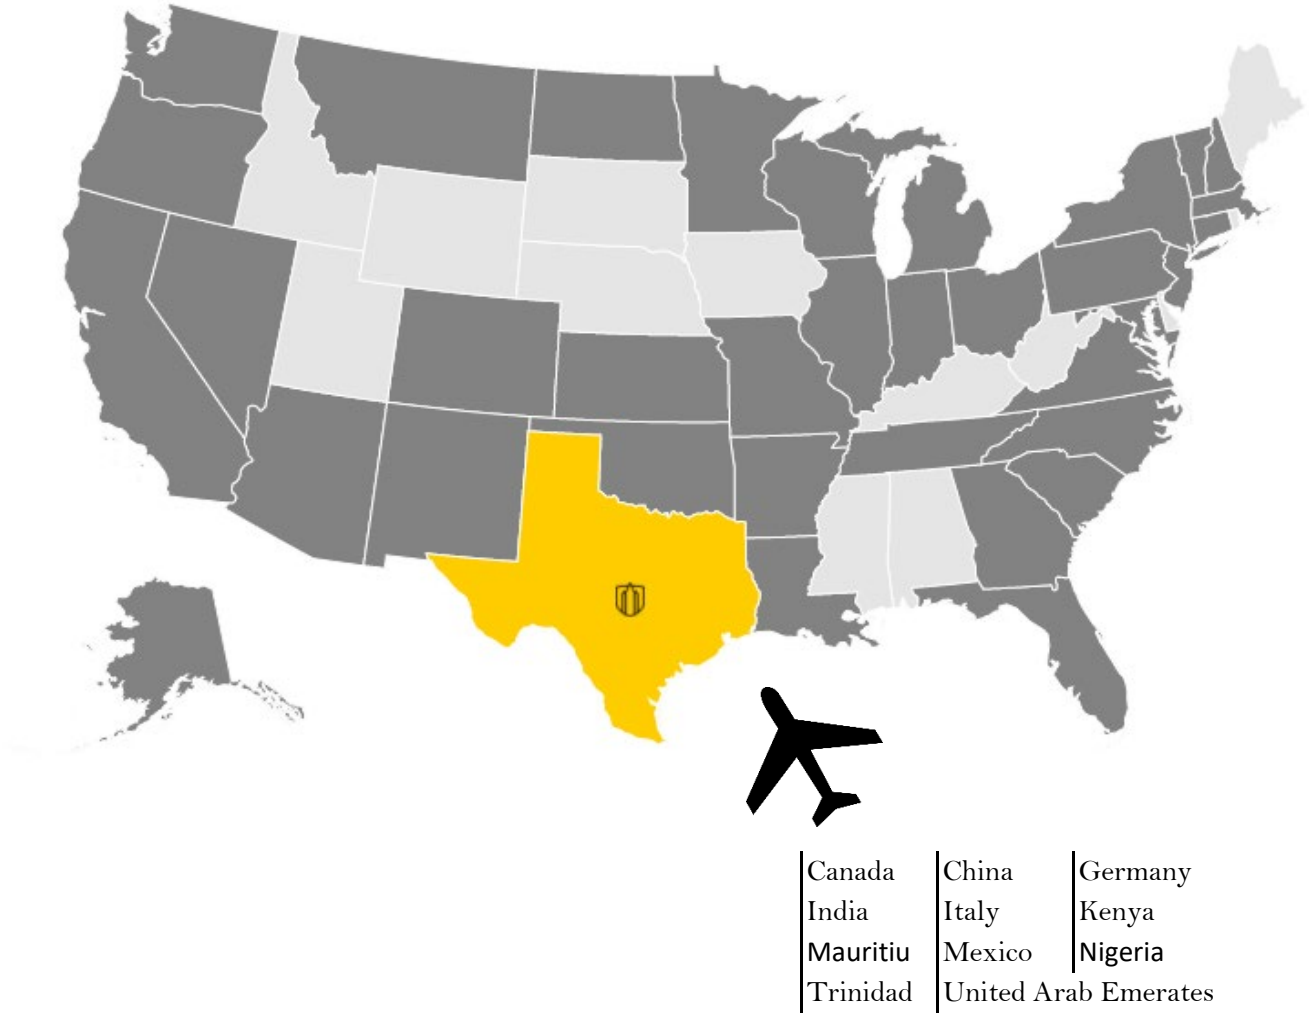 Canada China Germany
India Italy Kenya
Mauritiu Mexico Nigeria
Trinidad United Arab Emerates